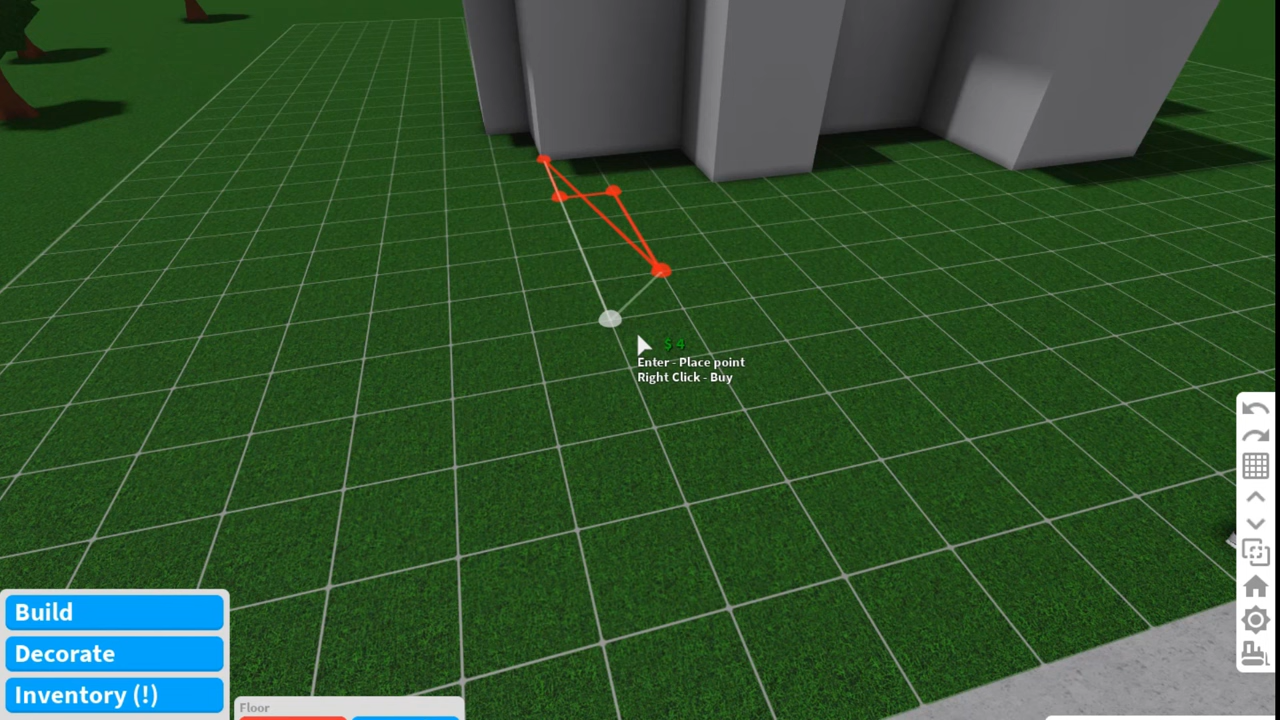 $ 4
Enter - Place point
Right Click - Buy
Build
Decorate
Inventory (!)
Floor